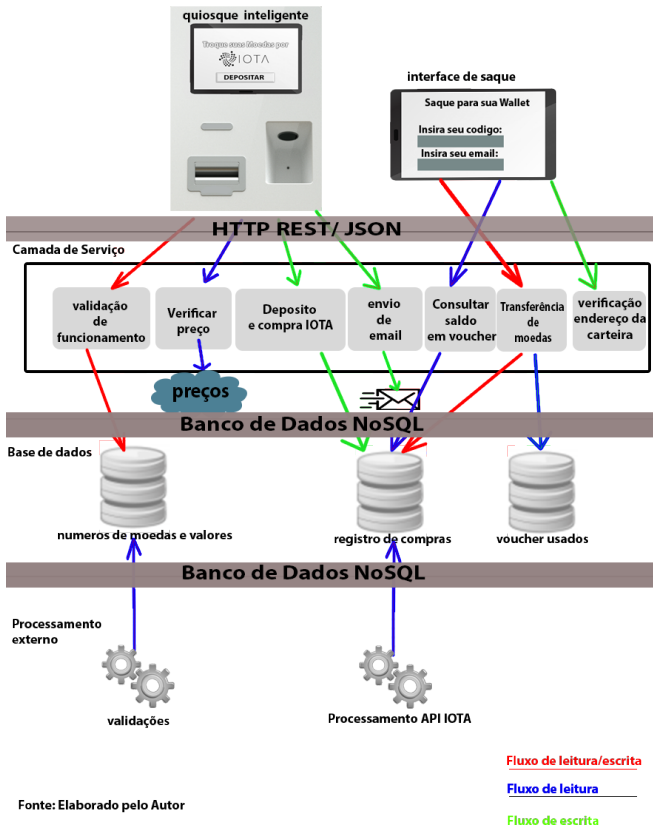 quiosque inteligente
Troque suas Moedas por
IOTA
DEPOSITAR
interface de saque
Saque para sua Wallet
Insira seu codigo:
Insira seu email:
HTTP REST/ JSON
Camada de Serviço
validação
de
funcionamento
Verificar
preço
Deposito
e compra IOTA
envio
de
email
Consultar
saldo
em voucher
Transferência
de
moedas
verificação
endereço da
carteira
preços
Banco de Dados NoSQL
Base de dados
numeros de moedas e valores
registro de compras
voucher usados
Banco de Dados NoSQL
Processamento
externo
validações
Processamento API IOTA
Fluxo de leitura/escrita
Fluxo de leitura
Fonte: Elaborado pelo Autor
Fluxo de escrita